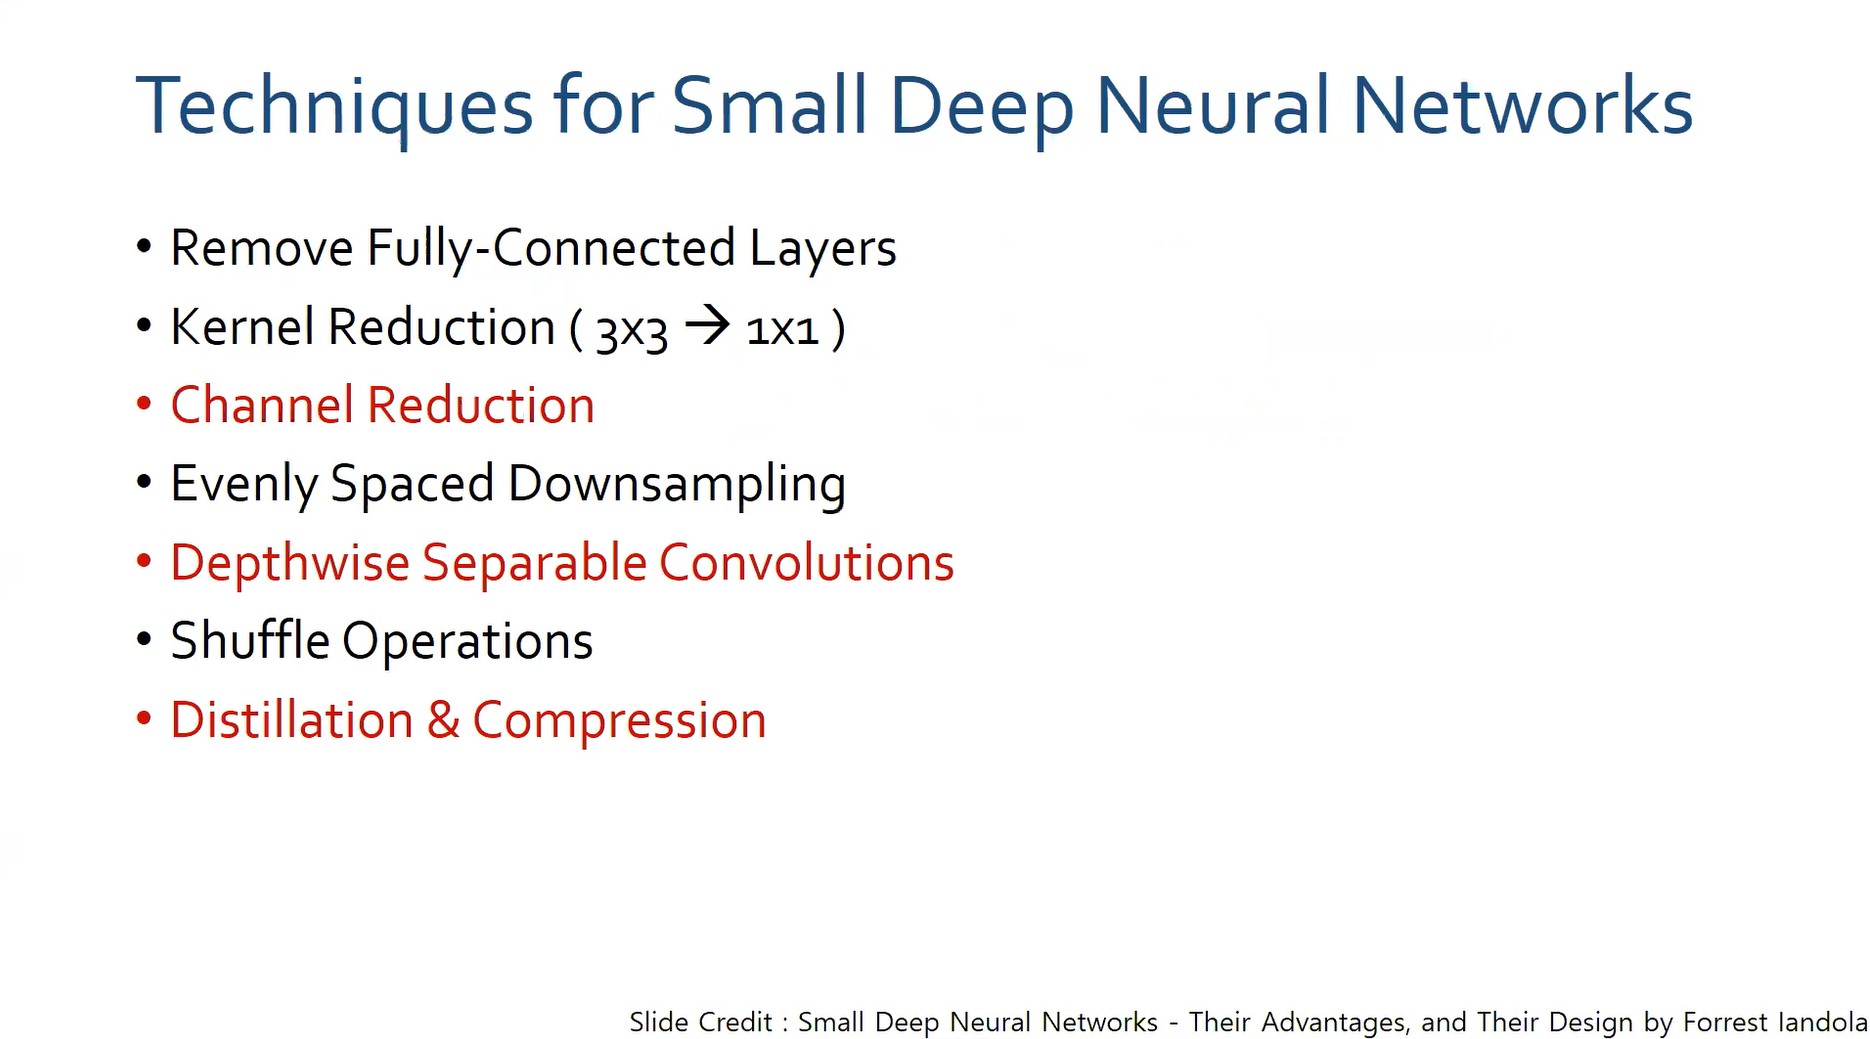 Techniques for Small Deep Neural Networks
• Remove Fully-Connected Layers
• Kernel Reduction ( 3x3 → 1x1 )
• Channel Reduction
• Evenly Spaced Downsampling
• Depthwise Separable Convolutions
• Shuffle Operations
• Distillation & Compression
Slide Credit : Small Deep Neural Networks - Their Advantages, and Their Design by Forrest Iandola